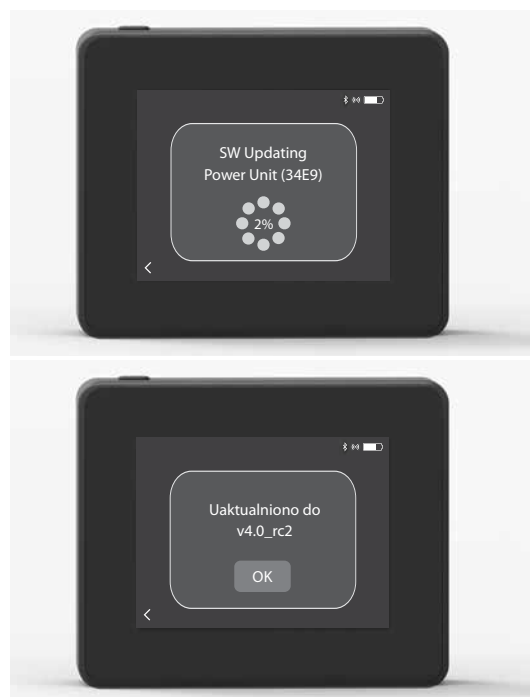 SW Updating
Power Unit (34E9)
2%
Uaktualniono do
v4.0_rc2
OK